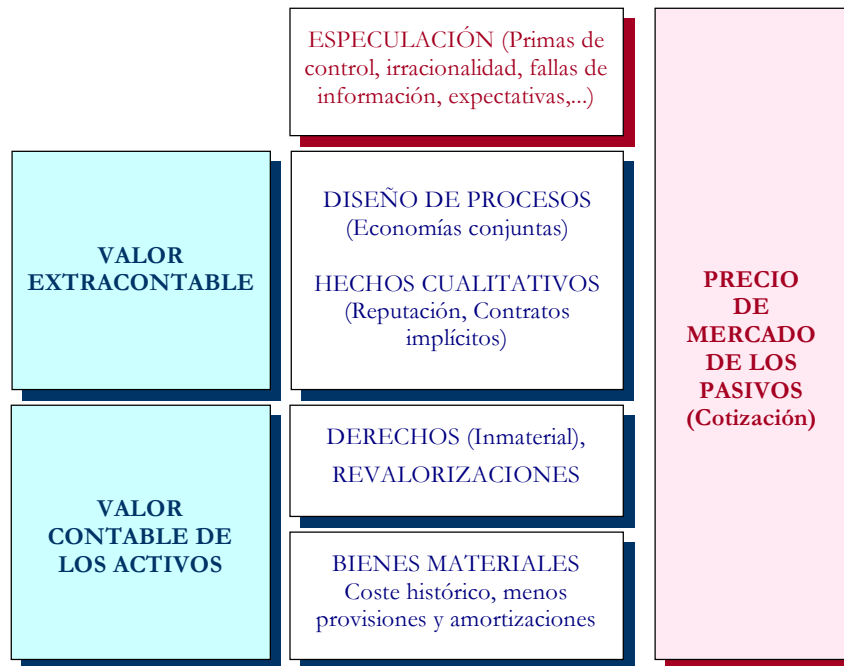 ESPECULACIÓN (Primas de
control, irracionalidad, fallas de
información, expectativas,...)
VALOR
EXTRACONTABLE
DISEÑO DE PROCESOS
(Economías conjuntas)
HECHOS CUALITATIVOS
(Reputación, Contratos
implícitos)
VALOR
CONTABLE DE
LOS ACTIVOS
DERECHOS (Inmaterial),
REVALORIZACIONES
BIENES MATERIALES
Coste histórico, menos
provisiones y amortizaciones
PRECIO
DE
MERCADO
DE LOS
PASIVOS
(Cotización)